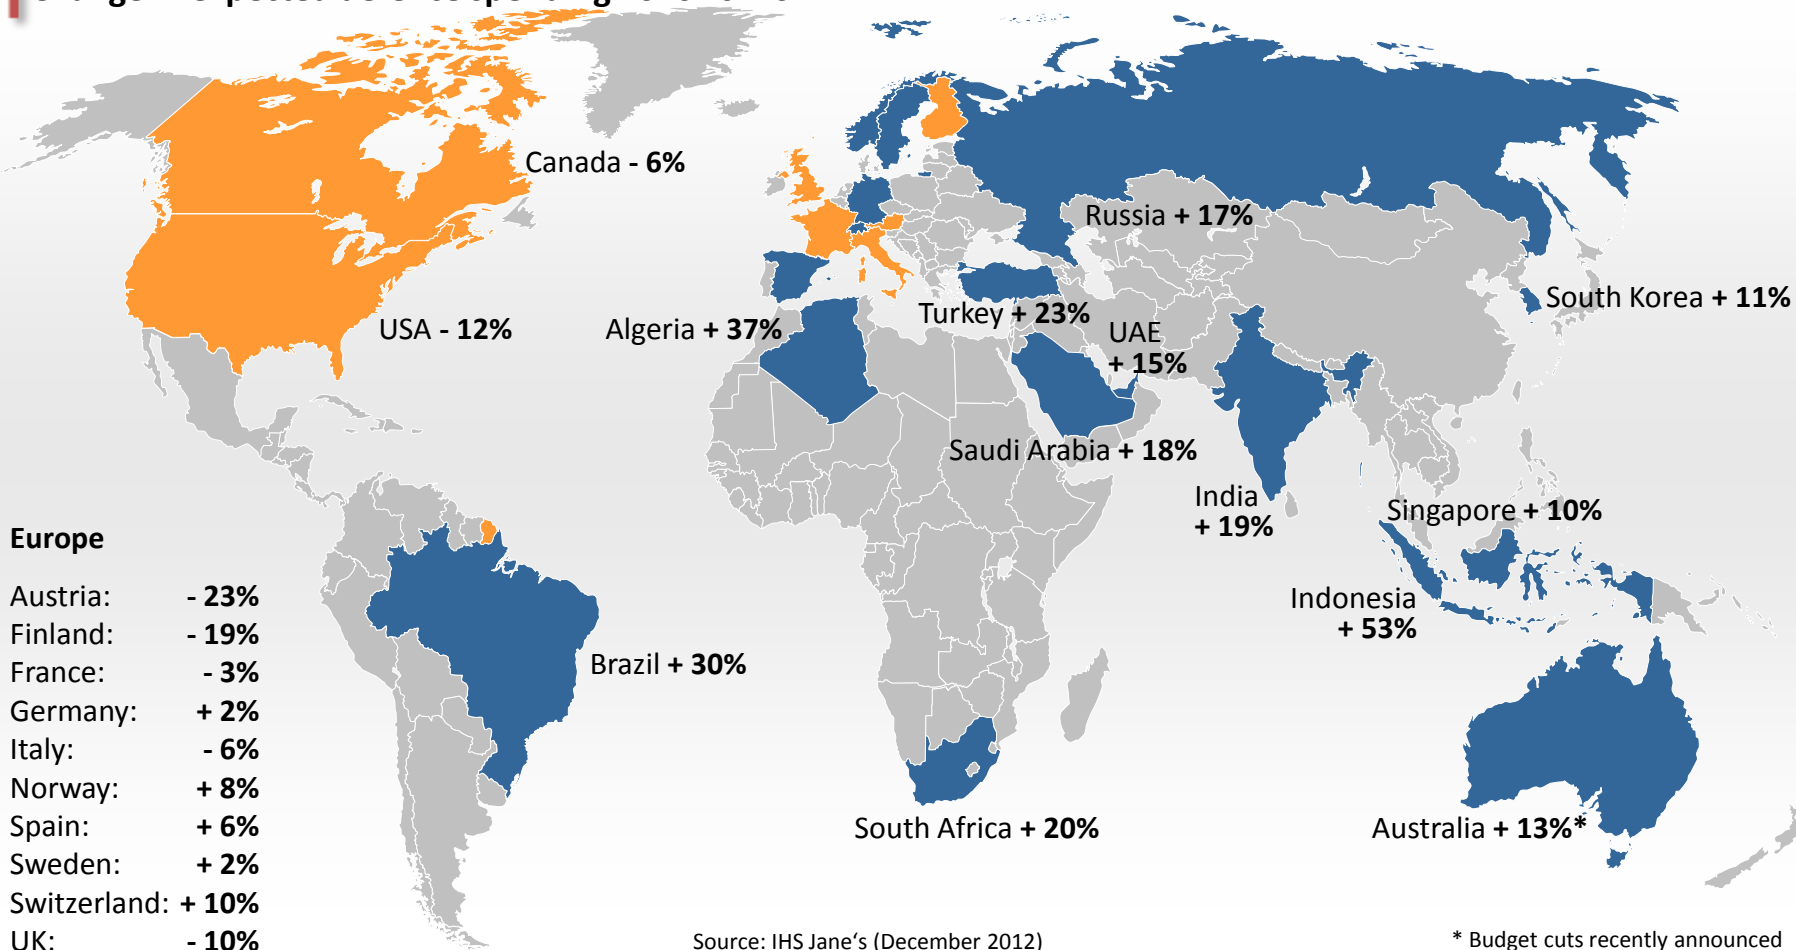 Canada - 6%
Russia + 17%
South Korea + 11%
USA - 12%
Algeria + 37%
Turkey + 23%
UAE
+ 15%
Saudi Arabia + 18%
India
+ 19%
Singapore + 10%
Indonesia
+ 53%
Brazil + 30%
South Africa + 20%
Australia + 13%*
Europe
Austria: - 23%
Finland: - 19%
France: - 3%
Germany: + 2%
Italy: - 6%
Norway: + 8%
Spain: + 6%
Sweden: + 2%
Switzerland: + 10%
UK: - 10%
Source: IHS Jane‘s (December 2012)
* Budget cuts recently announced